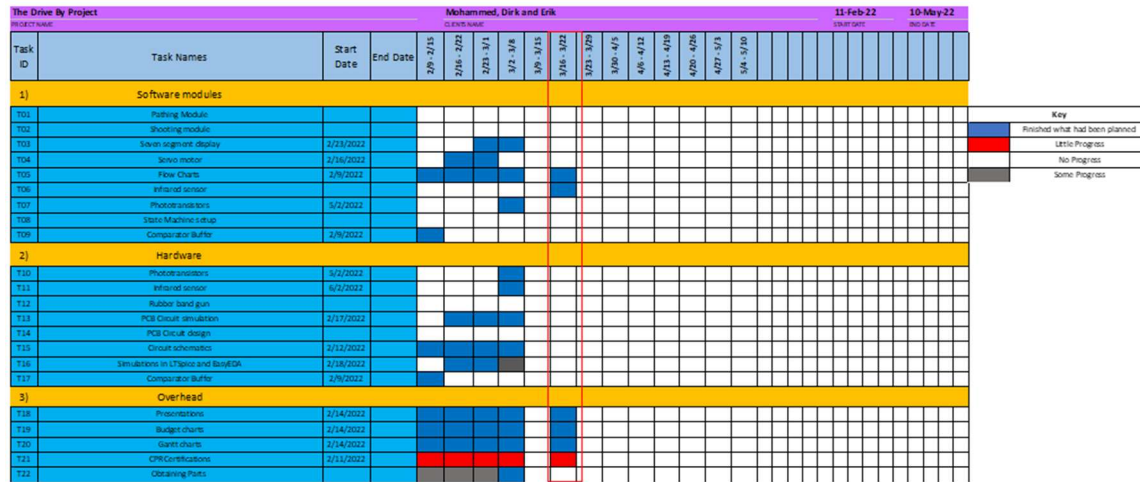 The Drive By Project Mohammed, Dirk and Erik 11-Feb-22 10-May-22
PROJECT NAME CLIENTS NAME START DATE END DATE
Task ID Task Names Start Date End Date 2/9 - 2/15 2/16 - 2/22 2/23 - 3/1 3/2 - 3/8 3/9 - 3/15 3/16 - 3/22 3/23 - 3/29 3/30 - 4/5 4/6 - 4/12 4/13 - 4/19 4/20 - 4/26 4/27 - 5/3 5/4 - 5/10
1) Software modules
T01 Pathing Module
T02 Shooting module
T03 Seven segment display 2/23/2022
T04 Servo motor 2/16/2022
T05 Flow Charts 2/9/2022
T06 Infrared sensor
T07 Phototransistors 5/2/2022
T08 State Machine setup
T09 Comparator Buffer 2/9/2022
2) Hardware
T10 Phototransistors 5/2/2022
T11 Infrared sensor 6/2/2022
T12 Rubber band gun
T13 PCB Circuit simulation 2/17/2022
T14 PCB Circuit design
T15 Circuit schematics 2/12/2022
T16 Simulations in LTSpice and EasyEDA 2/18/2022
T17 Comparator Buffer 2/9/2022
3) Overhead
T18 Presentations 2/14/2022
T19 Budget charts 2/14/2022
T20 Gantt charts 2/14/2022
T21 CPR Certifications 2/11/2022
T22 Obtaining Parts
Key
Finished what had been planned
Little Progress
No Progress
Some Progress